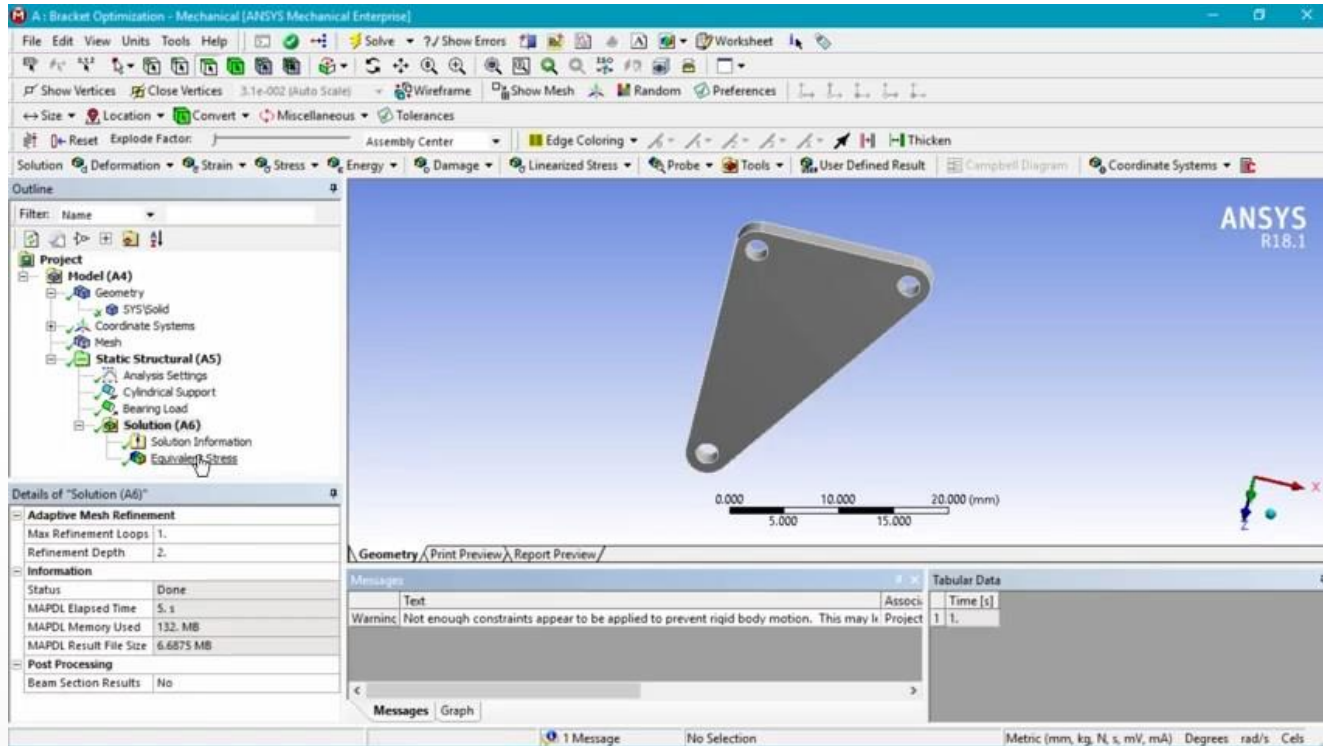 A : Bracket Optimization - Mechanical [ANSYS Mechanical Enterprise]
File Edit View Units Tools Help Solve ?/ Show Errors Worksheet
Show Vertices Close Vertices 3.1e-002 (Auto Scale) Wireframe Show Mesh Random Preferences
Size Location Convert Miscellaneous Tolerances
Reset Explode Factor: Assembly Center Edge Coloring Thicken
Solution Deformation Strain Stress Energy Damage Linearized Stress Probe Tools User Defined Result Campbell Diagram Coordinate Systems
Outline
Filter: Name
Project
Model (A4)
Geometry
SYS\Solid
Coordinate Systems
Mesh
Static Structural (A5)
Analysis Settings
Cylindrical Support
Bearing Load
Solution (A6)
Solution Information
Equivalent Stress
Details of "Solution (A6)"
Adaptive Mesh Refinement
Max Refinement Loops 1.
Refinement Depth 2.
Information
Status Done
MAPDL Elapsed Time 5. s
MAPDL Memory Used 132. MB
MAPDL Result File Size 6.6875 MB
Post Processing
Beam Section Results No
ANSYS
R18.1
0.000 10.000 20.000 (mm)
5.000 15.000
X
Z
Geometry Print Preview Report Preview
Messages
Text Associ
Warning Not enough constraints appear to be applied to prevent rigid body motion. This may le Project
Messages Graph
Tabular Data
Time [s]
1 1.
1 Message No Selection Metric (mm, kg, N, s, mV, mA) Degrees rad/s Cels